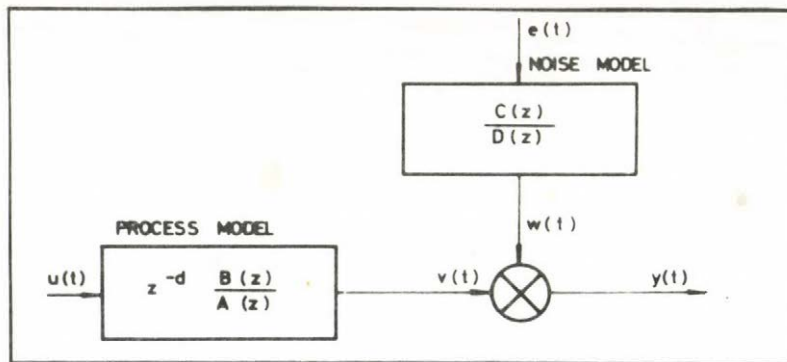 e(t)
NOISE MODEL
C(z)
D(z)
PROCESS MODEL
w(t)
u(t)
z^-d B(z)
A(z)
v(t)
y(t)